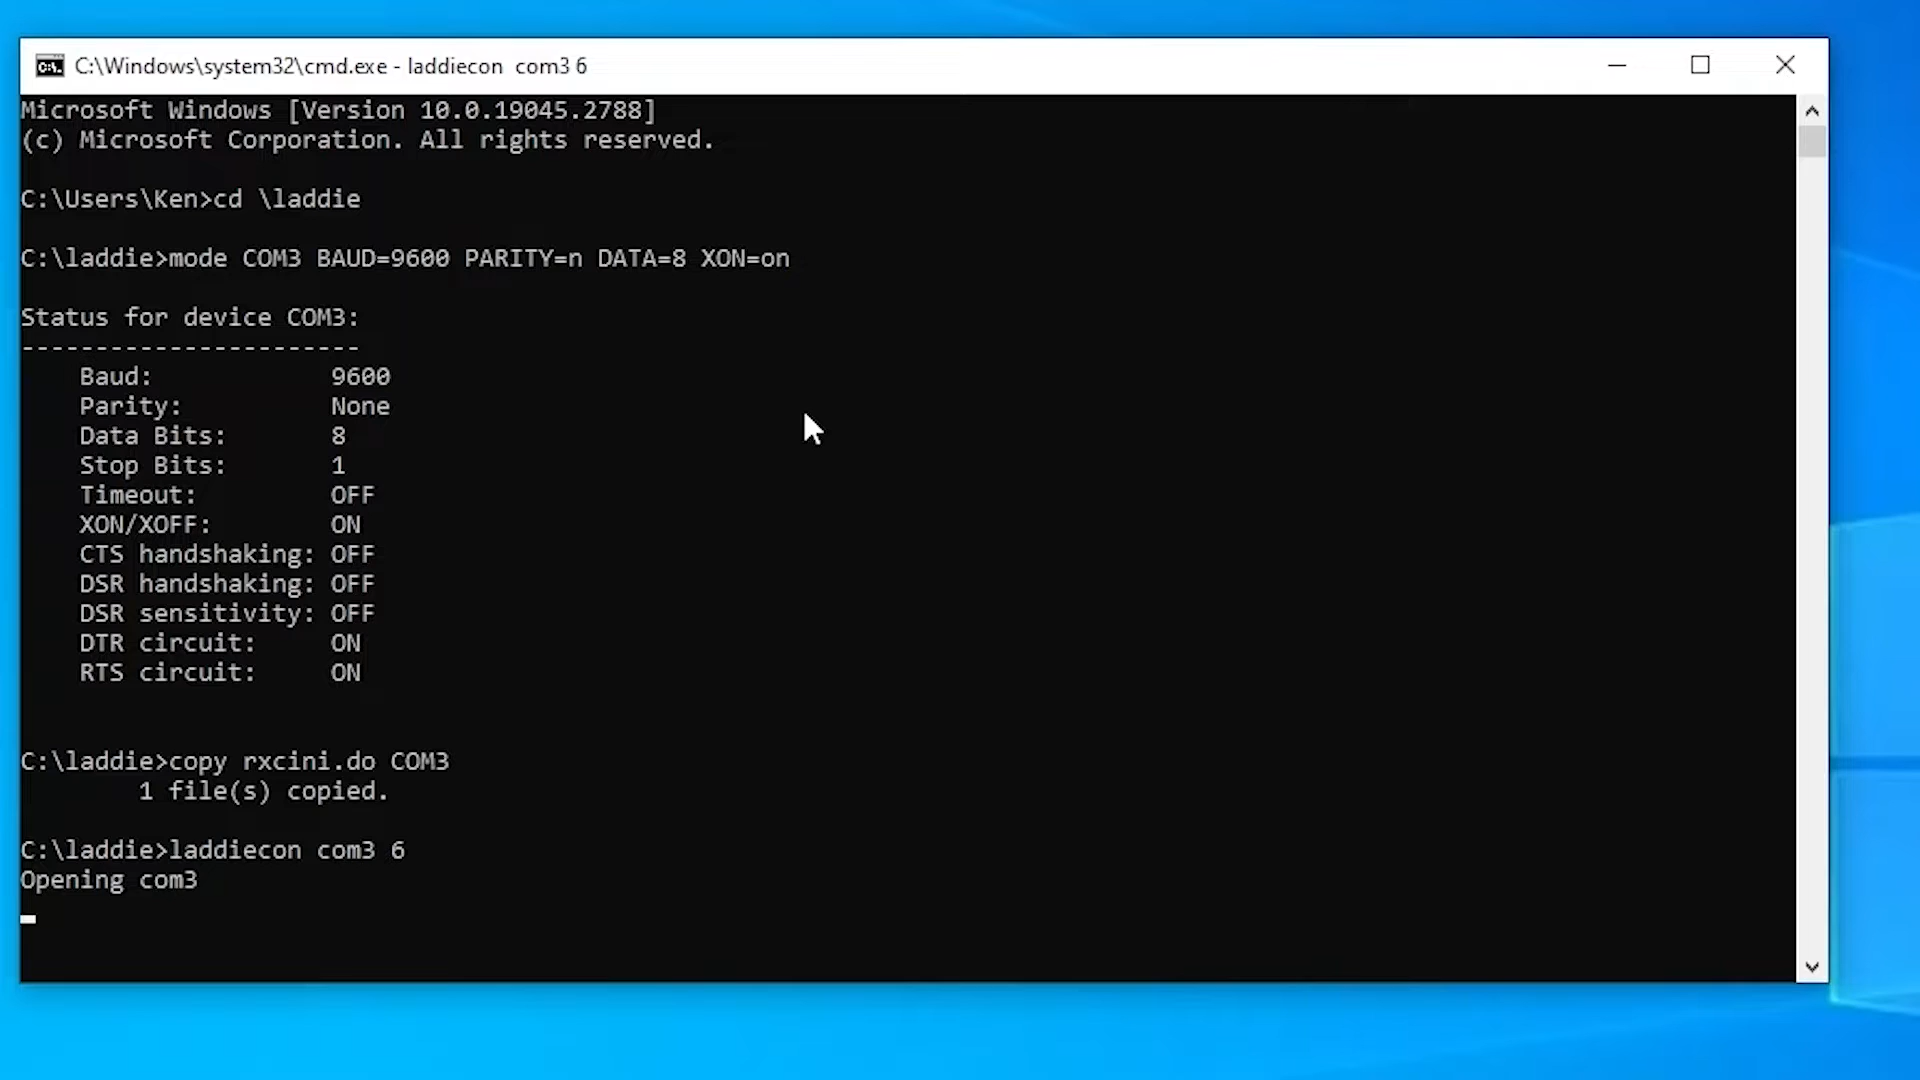 C:\Windows\system32\cmd.exe - laddiecon  com3 6
Microsoft Windows [Version 10.0.19045.2788]
(c) Microsoft Corporation. All rights reserved.
C:\Users\Ken>cd \laddie
C:\laddie>mode COM3 BAUD=9600 PARITY=n DATA=8 XON=on
Status for device COM3:
-----------------------
    Baud:            9600
    Parity:          None
    Data Bits:       8
    Stop Bits:       1
    Timeout:         OFF
    XON/XOFF:        ON
    CTS handshaking: OFF
    DSR handshaking: OFF
    DSR sensitivity: OFF
    DTR circuit:     ON
    RTS circuit:     ON
C:\laddie>copy rxcini.do COM3
        1 file(s) copied.
C:\laddie>laddiecon com3 6
Opening com3